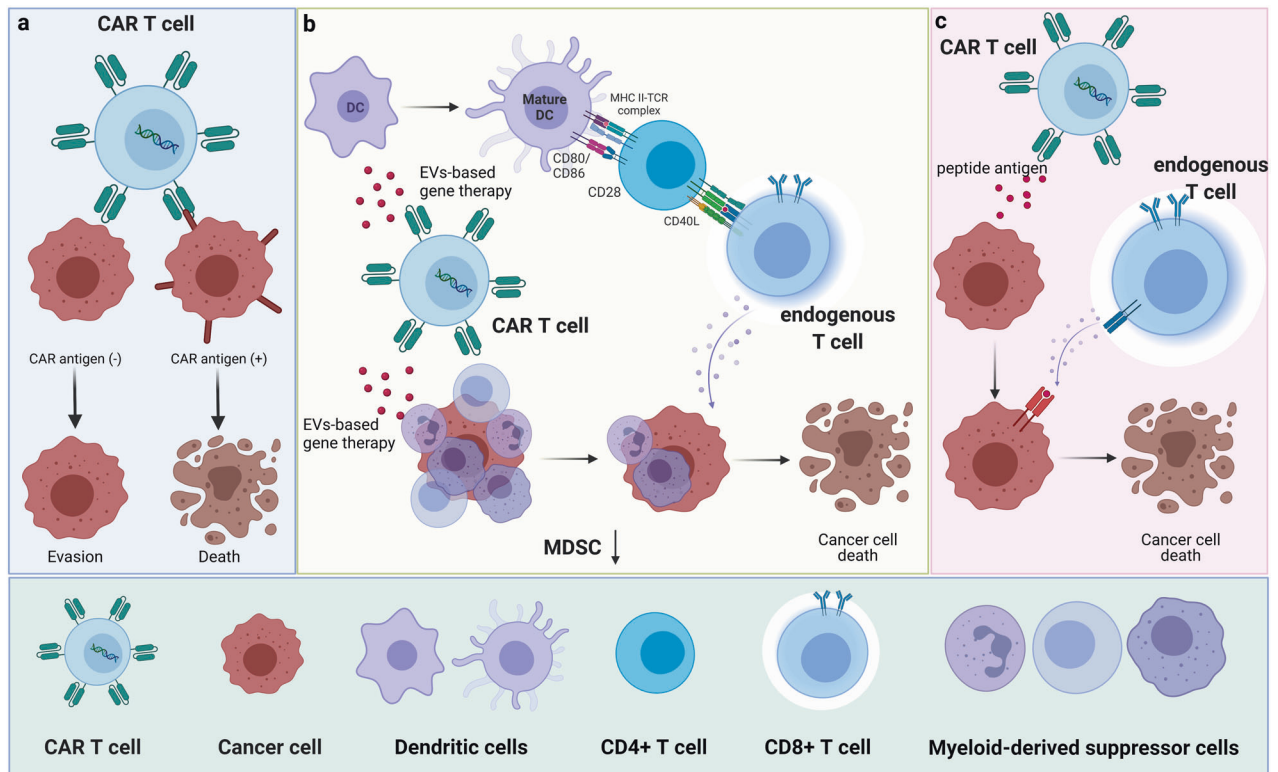 a
CAR T cell
CAR antigen (-)
CAR antigen (+)
Evasion
Death
b
DC
Mature
DC
MHC II-TCR
complex
CD80/
CD86
CD28
CD40L
EVs-based
gene therapy
CAR T cell
endogenous
T cell
EVs-based
gene therapy
MDSC
Cancer cell
death
c
CAR T cell
peptide antigen
endogenous
T cell
Cancer cell
death
CAR T cell
Cancer cell
Dendritic cells
CD4+ T cell
CD8+ T cell
Myeloid-derived suppressor cells